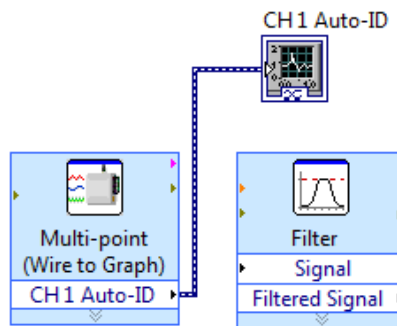 CH 1 Auto-ID
Multi-point
(Wire to Graph)
CH 1 Auto-ID
Filter
Signal
Filtered Signal